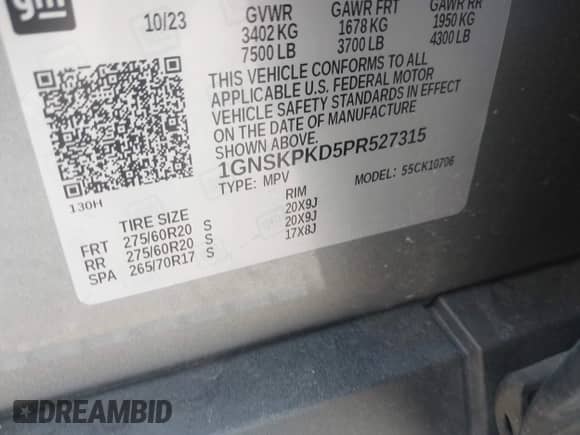 gm
10/23 GVWR GAWR FRT GAWR RR
3402 KG 1678 KG 1950 KG
7500 LB 3700 LB 4300 LB
THIS VEHICLE CONFORMS TO ALL
APPLICABLE U.S. FEDERAL MOTOR
VEHICLE SAFETY STANDARDS IN EFFECT
ON THE DATE OF MANUFACTURE
SHOWN ABOVE.
1GNSKPKD5PR527315
TYPE: MPV MODEL: 55CK10706
130H
TIRE SIZE RIM
FRT 275/60R20 S 20X9J
RR 275/60R20 S 20X9J
SPA 265/70R17 S 17X8J
DREAMBID